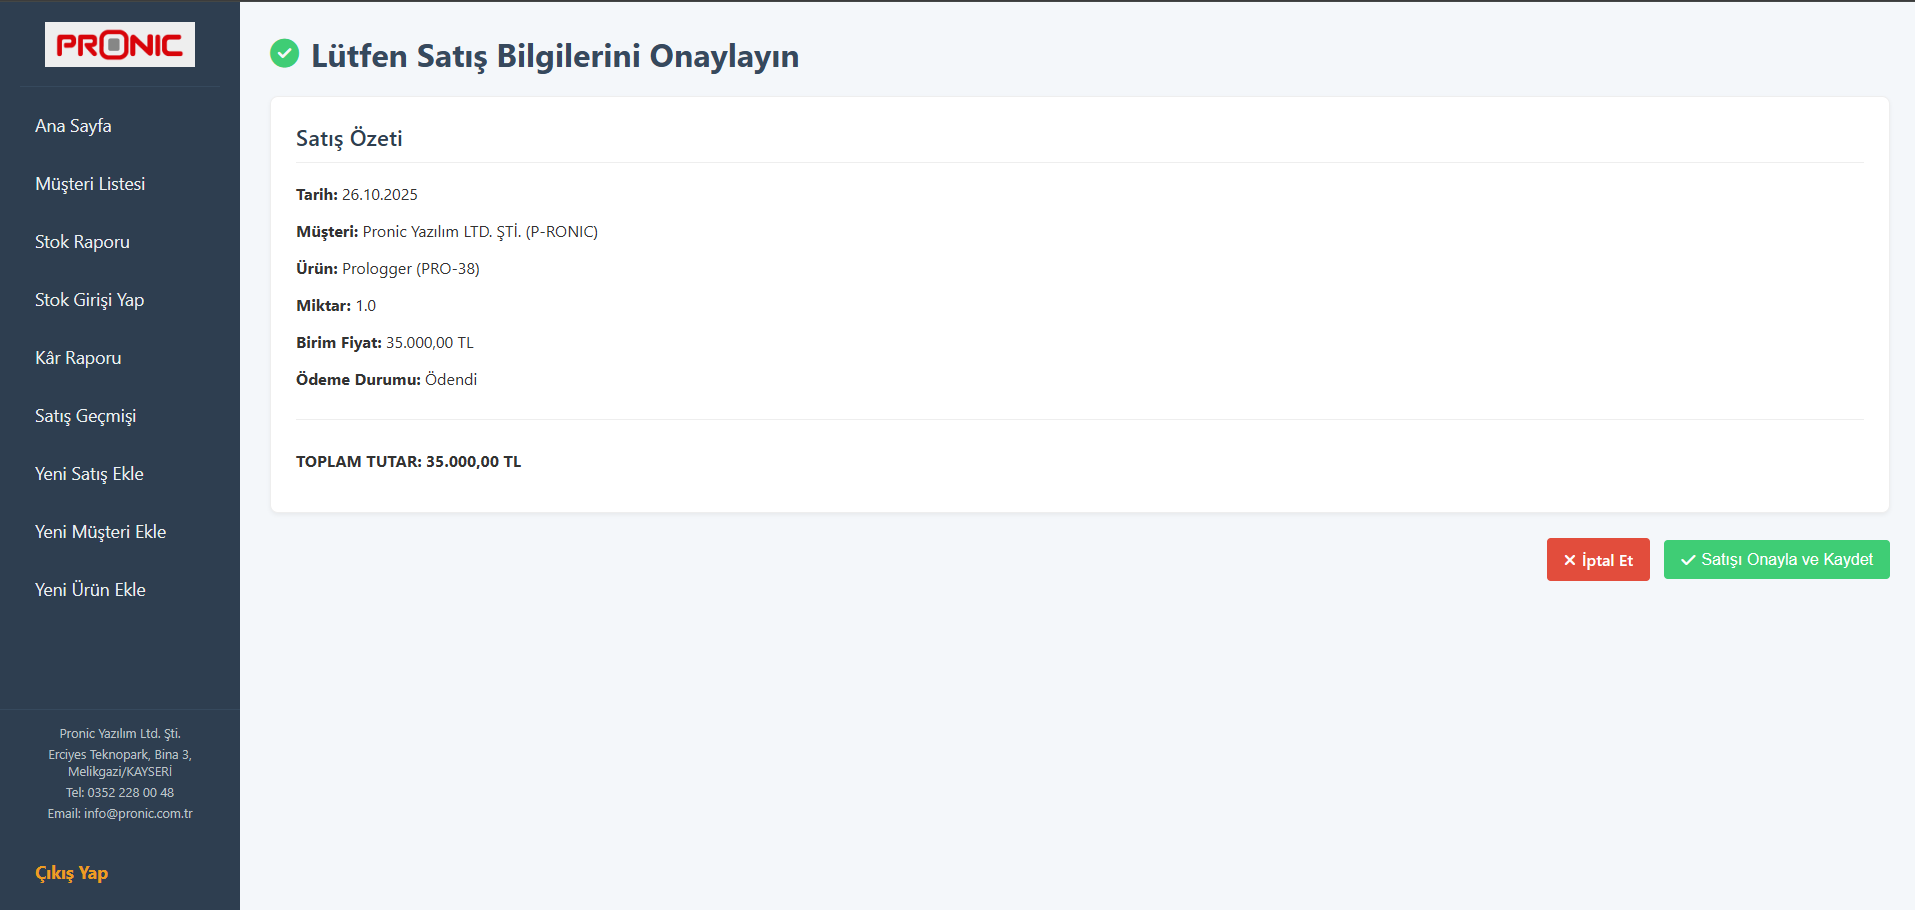 PRONIC
Ana Sayfa
Müşteri Listesi
Stok Raporu
Stok Girişi Yap
Kâr Raporu
Satış Geçmişi
Yeni Satış Ekle
Yeni Müşteri Ekle
Yeni Ürün Ekle
Pronic Yazılım Ltd. Şti.
Erciyes Teknopark, Bina 3,
Melikgazi/KAYSERİ
Tel: 0352 228 00 48
Email: info@pronic.com.tr
Çıkış Yap
Lütfen Satış Bilgilerini Onaylayın
Satış Özeti
Tarih: 26.10.2025
Müşteri: Pronic Yazılım LTD. ŞTİ. (P-RONIC)
Ürün: Prologger (PRO-38)
Miktar: 1.0
Birim Fiyat: 35.000,00 TL
Ödeme Durumu: Ödendi
TOPLAM TUTAR: 35.000,00 TL
İptal Et
Satışı Onayla ve Kaydet